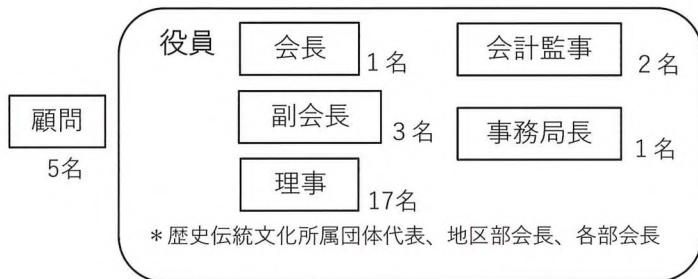 役員
会長
1名
会計監事
2名
顧問
5名
副会長
3名
事務局長
1名
理事
17名
*歴史伝統文化所属団体代表、地区部会長、各部会長